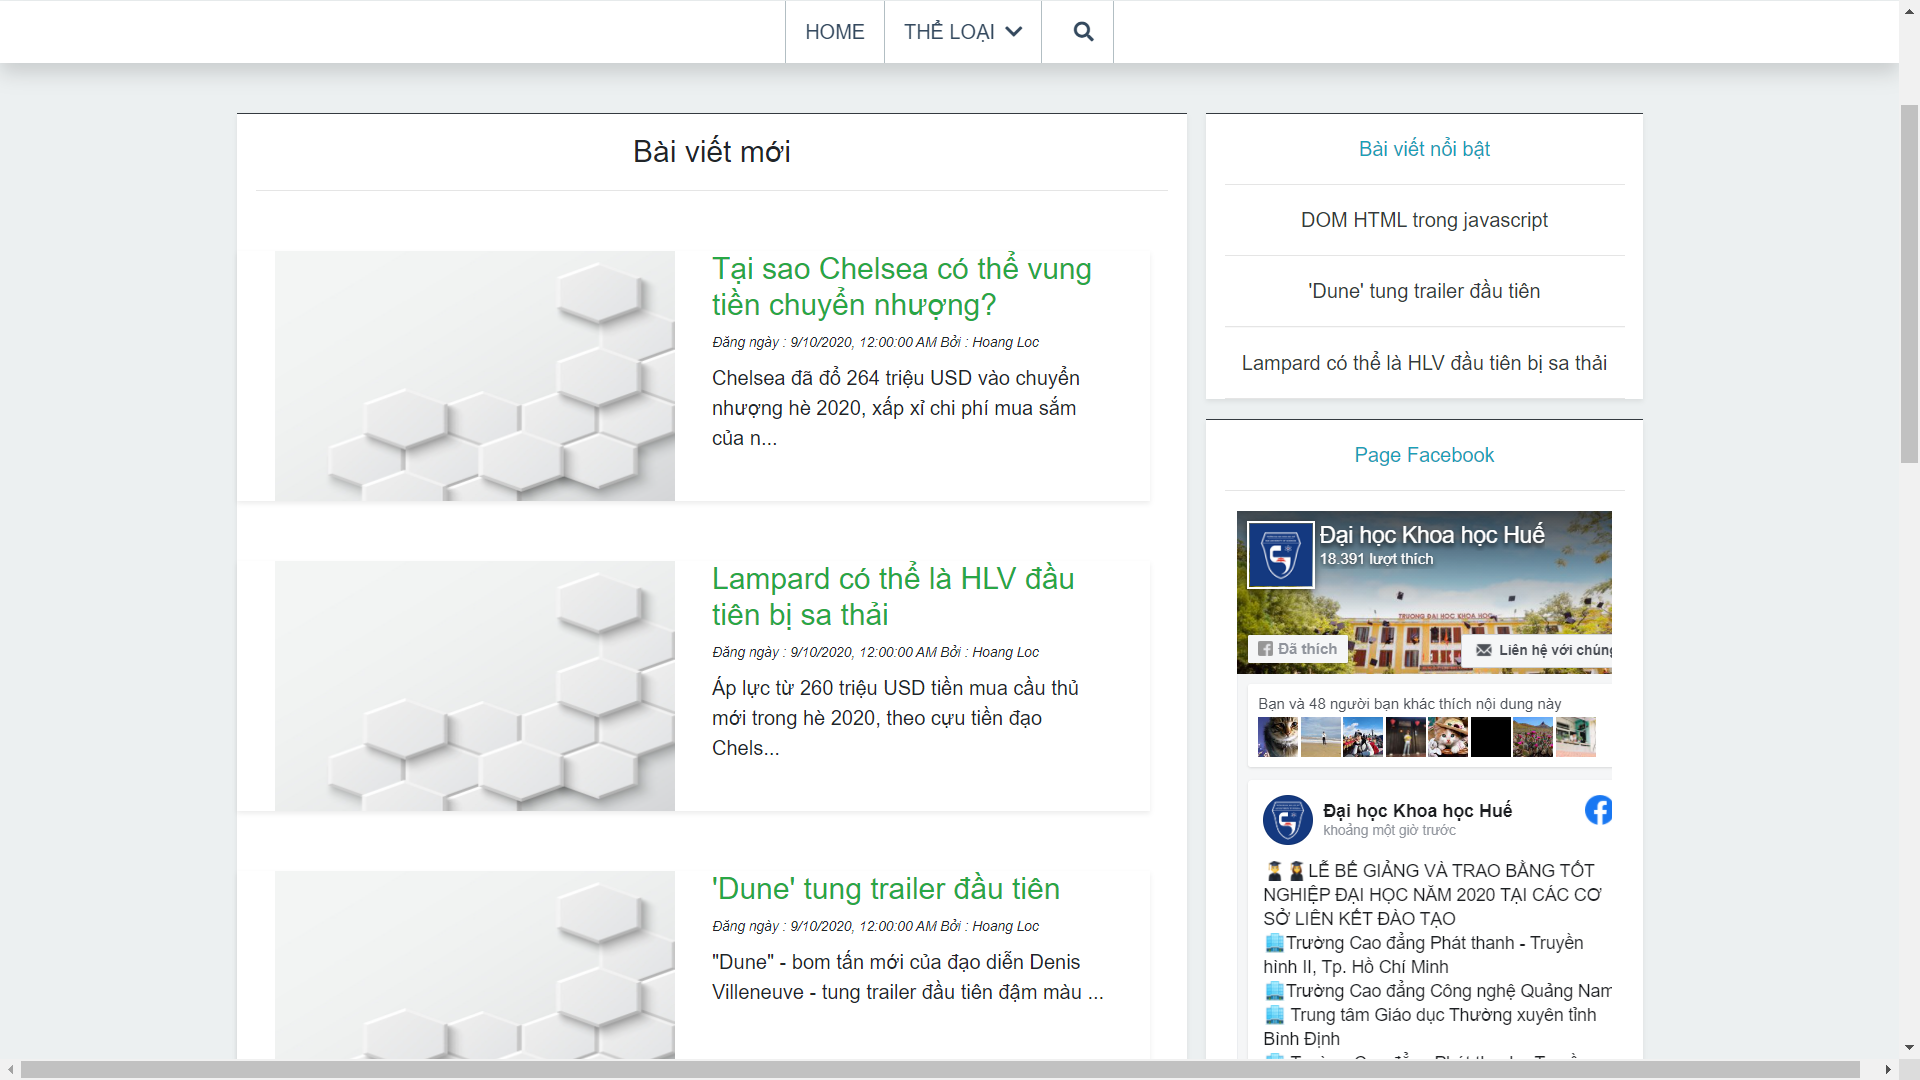 HOME
THỂ LOẠI
Bài viết mới
Tại sao Chelsea có thể vung
tiền chuyển nhượng?
Đăng ngày : 9/10/2020, 12:00:00 AM Bởi : Hoang Loc
Chelsea đã đổ 264 triệu USD vào chuyển
nhượng hè 2020, xấp xỉ chi phí mua sắm
của n...
Lampard có thể là HLV đầu
tiên bị sa thải
Đăng ngày : 9/10/2020, 12:00:00 AM Bởi : Hoang Loc
Áp lực từ 260 triệu USD tiền mua cầu thủ
mới trong hè 2020, theo cựu tiền đạo
Chels...
'Dune' tung trailer đầu tiên
Đăng ngày : 9/10/2020, 12:00:00 AM Bởi : Hoang Loc
"Dune" - bom tấn mới của đạo diễn Denis
Villeneuve - tung trailer đầu tiên đậm màu ...
Bài viết nổi bật
DOM HTML trong javascript
'Dune' tung trailer đầu tiên
Lampard có thể là HLV đầu tiên bị sa thải
Page Facebook
Đại học Khoa học Huế
18.391 lượt thích
TRƯỜNG ĐẠI HỌC KHOA HỌC
Đã thích
Liên hệ với chúng
Bạn và 48 người bạn khác thích nội dung này
Đại học Khoa học Huế
khoảng một giờ trước
LỄ BẾ GIẢNG VÀ TRAO BẰNG TỐT
NGHIỆP ĐẠI HỌC NĂM 2020 TẠI CÁC CƠ
SỞ LIÊN KẾT ĐÀO TẠO
Trường Cao đẳng Phát thanh - Truyền
hình II, Tp. Hồ Chí Minh
Trường Cao đẳng Công nghệ Quảng Nam
Trung tâm Giáo dục Thường xuyên tỉnh
Bình Định